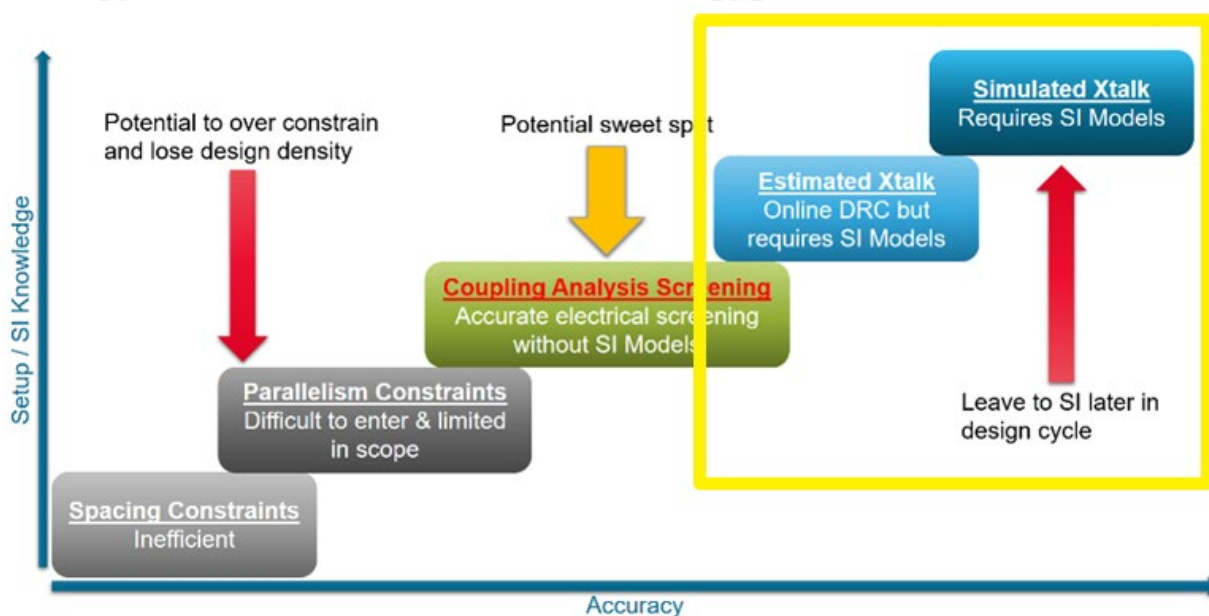 Setup / SI Knowledge
Potential to over constrain
and lose design density
Potential sweet spot
Simulated Xtalk
Requires SI Models
Estimated Xtalk
Online DRC but
requires SI Models
Coupling Analysis Screening
Accurate electrical screening
without SI Models
Parallelism Constraints
Difficult to enter & limited
in scope
Leave to SI later in
design cycle
Spacing Constraints
Inefficient
Accuracy